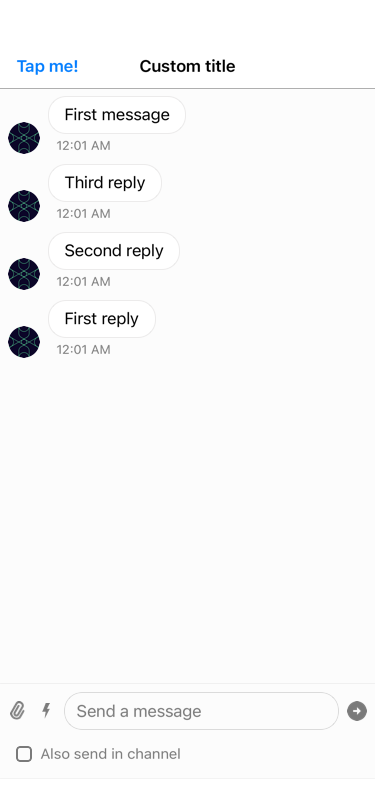 Tap me!
Custom title
First message
12:01 AM
Third reply
12:01 AM
Second reply
12:01 AM
First reply
12:01 AM
Send a message
Also send in channel